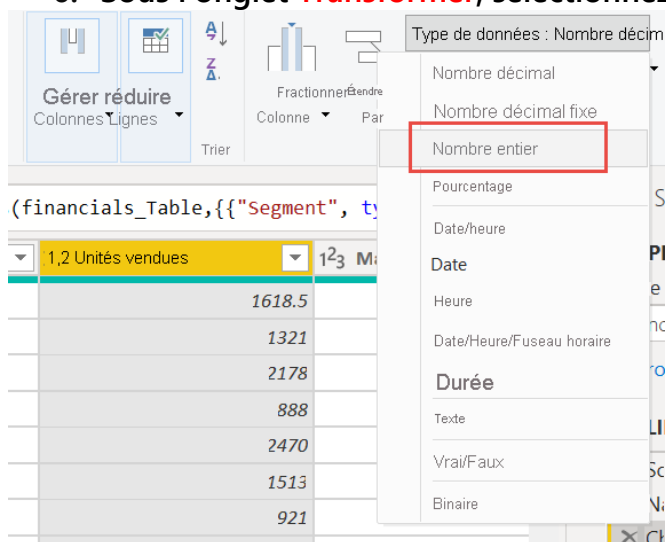 6. Sous l'onglet Transformer, sélectionnez
Type de données : Nombre décim
Gérer réduire
Colonnes Lignes
Trier
Fractionner Étendre
Colonne Par
Nombre décimal
Nombre décimal fixe
Nombre entier
Pourcentage
Date/heure
Date
Heure
Date/Heure/Fuseau horaire
Durée
Texte
Vrai/Faux
Binaire
(financials_Table,{{"Segment", ty
1,2 Unités vendues
1²3 Ma
1618.5
1321
2178
888
2470
1513
921